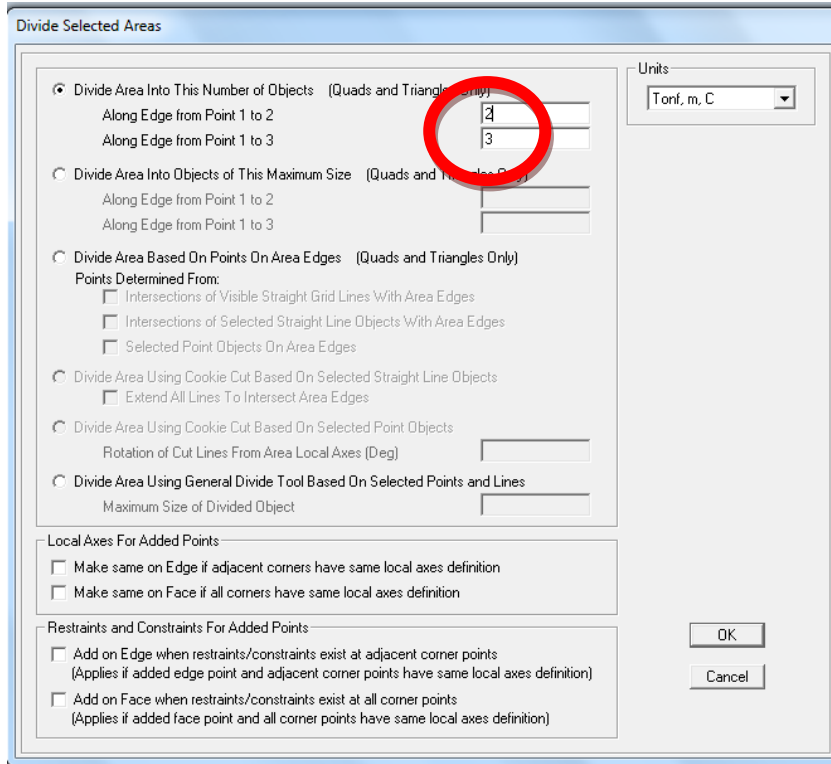 Divide Selected Areas
Divide Area Into This Number of Objects (Quads and Triangles Only)
Along Edge from Point 1 to 2 2
Along Edge from Point 1 to 3 3
Divide Area Into Objects of This Maximum Size (Quads and Triangles Only)
Along Edge from Point 1 to 2
Along Edge from Point 1 to 3
Divide Area Based On Points On Area Edges (Quads and Triangles Only)
Points Determined From:
Intersections of Visible Straight Grid Lines With Area Edges
Intersections of Selected Straight Line Objects With Area Edges
Selected Point Objects On Area Edges
Divide Area Using Cookie Cut Based On Selected Straight Line Objects
Extend All Lines To Intersect Area Edges
Divide Area Using Cookie Cut Based On Selected Point Objects
Rotation of Cut Lines From Area Local Axes (Deg)
Divide Area Using General Divide Tool Based On Selected Points and Lines
Maximum Size of Divided Object
Local Axes For Added Points
Make same on Edge if adjacent corners have same local axes definition
Make same on Face if all corners have same local axes definition
Restraints and Constraints For Added Points
Add on Edge when restraints/constraints exist at adjacent corner points
(Applies if added edge point and adjacent corner points have same local axes definition)
Add on Face when restraints/constraints exist at all corner points
(Applies if added face point and all corner points have same local axes definition)
Units
Tonf, m, C
OK
Cancel